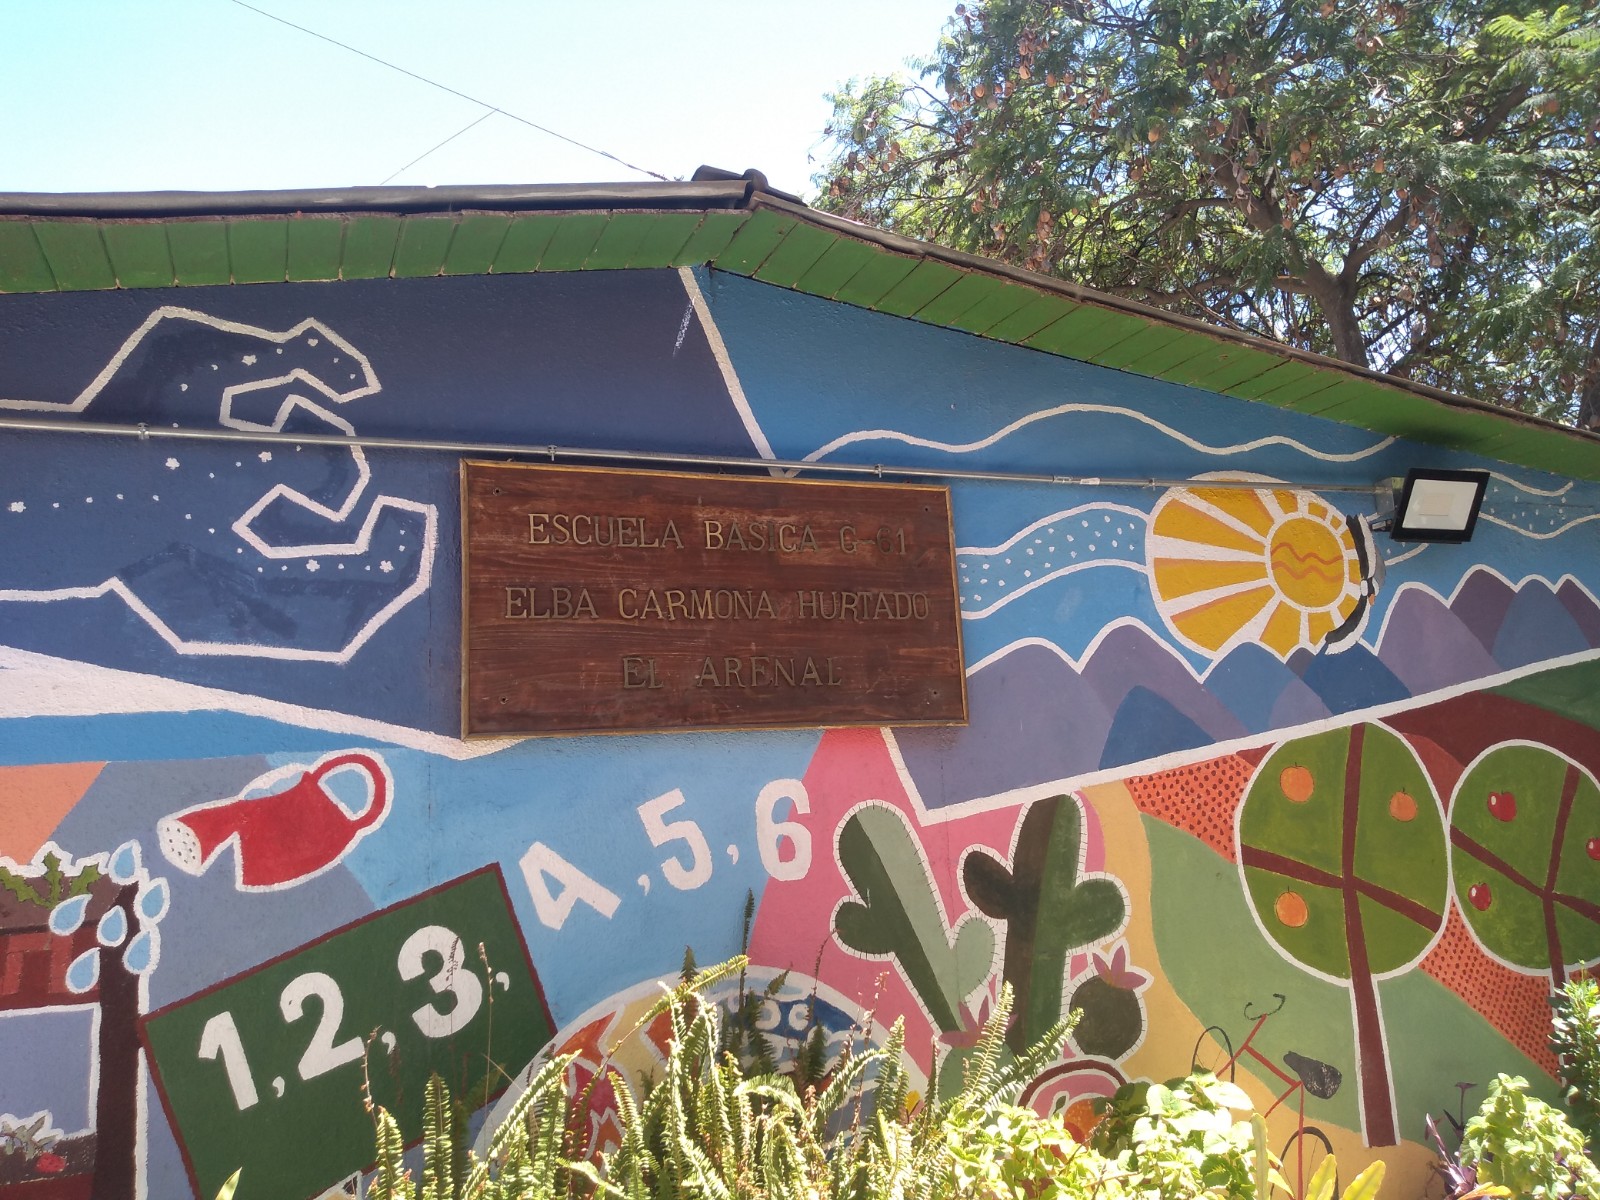 ESCUELA BASICA G-61
ELBA CARMONA HURTADO
EL ARENAL
4, 5, 6
1, 2, 3,